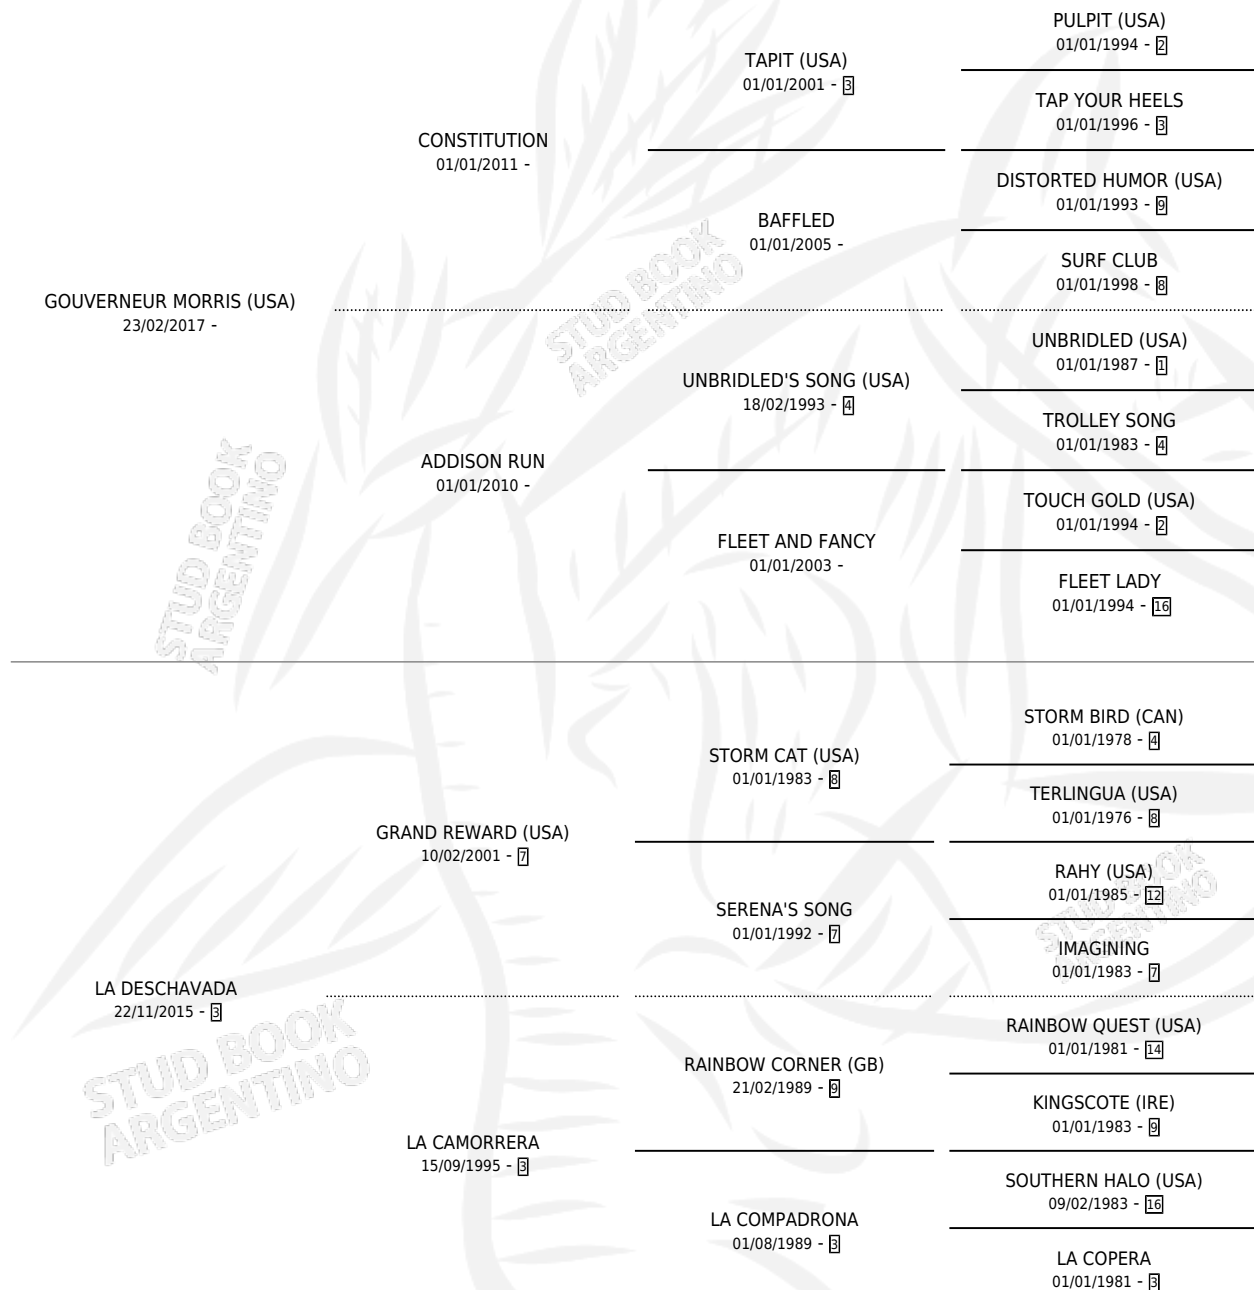 PULPIT (USA)
01/01/1994 - 2
TAPIT (USA)
01/01/2001 - 3
TAP YOUR HEELS
01/01/1996 - 3
CONSTITUTION
01/01/2011 -
DISTORTED HUMOR (USA)
01/01/1993 - 9
BAFFLED
01/01/2005 -
SURF CLUB
01/01/1998 - 8
GOUVERNEUR MORRIS (USA)
23/02/2017 -
UNBRIDLED (USA)
01/01/1987 - 1
UNBRIDLED'S SONG (USA)
18/02/1993 - 4
TROLLEY SONG
01/01/1983 - 4
ADDISON RUN
01/01/2010 -
TOUCH GOLD (USA)
01/01/1994 - 2
FLEET AND FANCY
01/01/2003 -
FLEET LADY
01/01/1994 - 16
STORM BIRD (CAN)
01/01/1978 - 4
STORM CAT (USA)
01/01/1983 - 8
TERLINGUA (USA)
01/01/1976 - 8
GRAND REWARD (USA)
10/02/2001 - 7
RAHY (USA)
01/01/1985 - 12
SERENA'S SONG
01/01/1992 - 7
IMAGINING
01/01/1983 - 7
LA DESCHAVADA
22/11/2015 - 3
RAINBOW QUEST (USA)
01/01/1981 - 14
RAINBOW CORNER (GB)
21/02/1989 - 9
KINGSCOTE (IRE)
01/01/1983 - 9
LA CAMORRERA
15/09/1995 - 3
SOUTHERN HALO (USA)
09/02/1983 - 16
LA COMPADRONA
01/08/1989 - 3
LA COPERA
01/01/1981 - 3
STUD BOOK
ARGENTINO
STUD BOOK
ARGENTINO
STUD BOOK
ARGENTINO
STUD BOOK
ARGENTINO